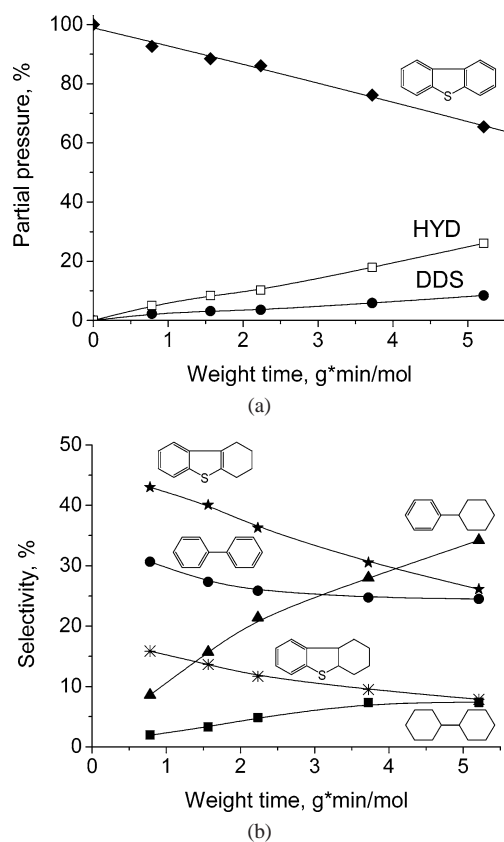 100
80
60
40
20
0
Partial pressure, %
S
HYD
DDS
0 1 2 3 4 5
Weight time, g*min/mol
(a)
50
40
30
20
10
0
Selectivity, %
S
S
0 1 2 3 4 5
Weight time, g*min/mol
(b)